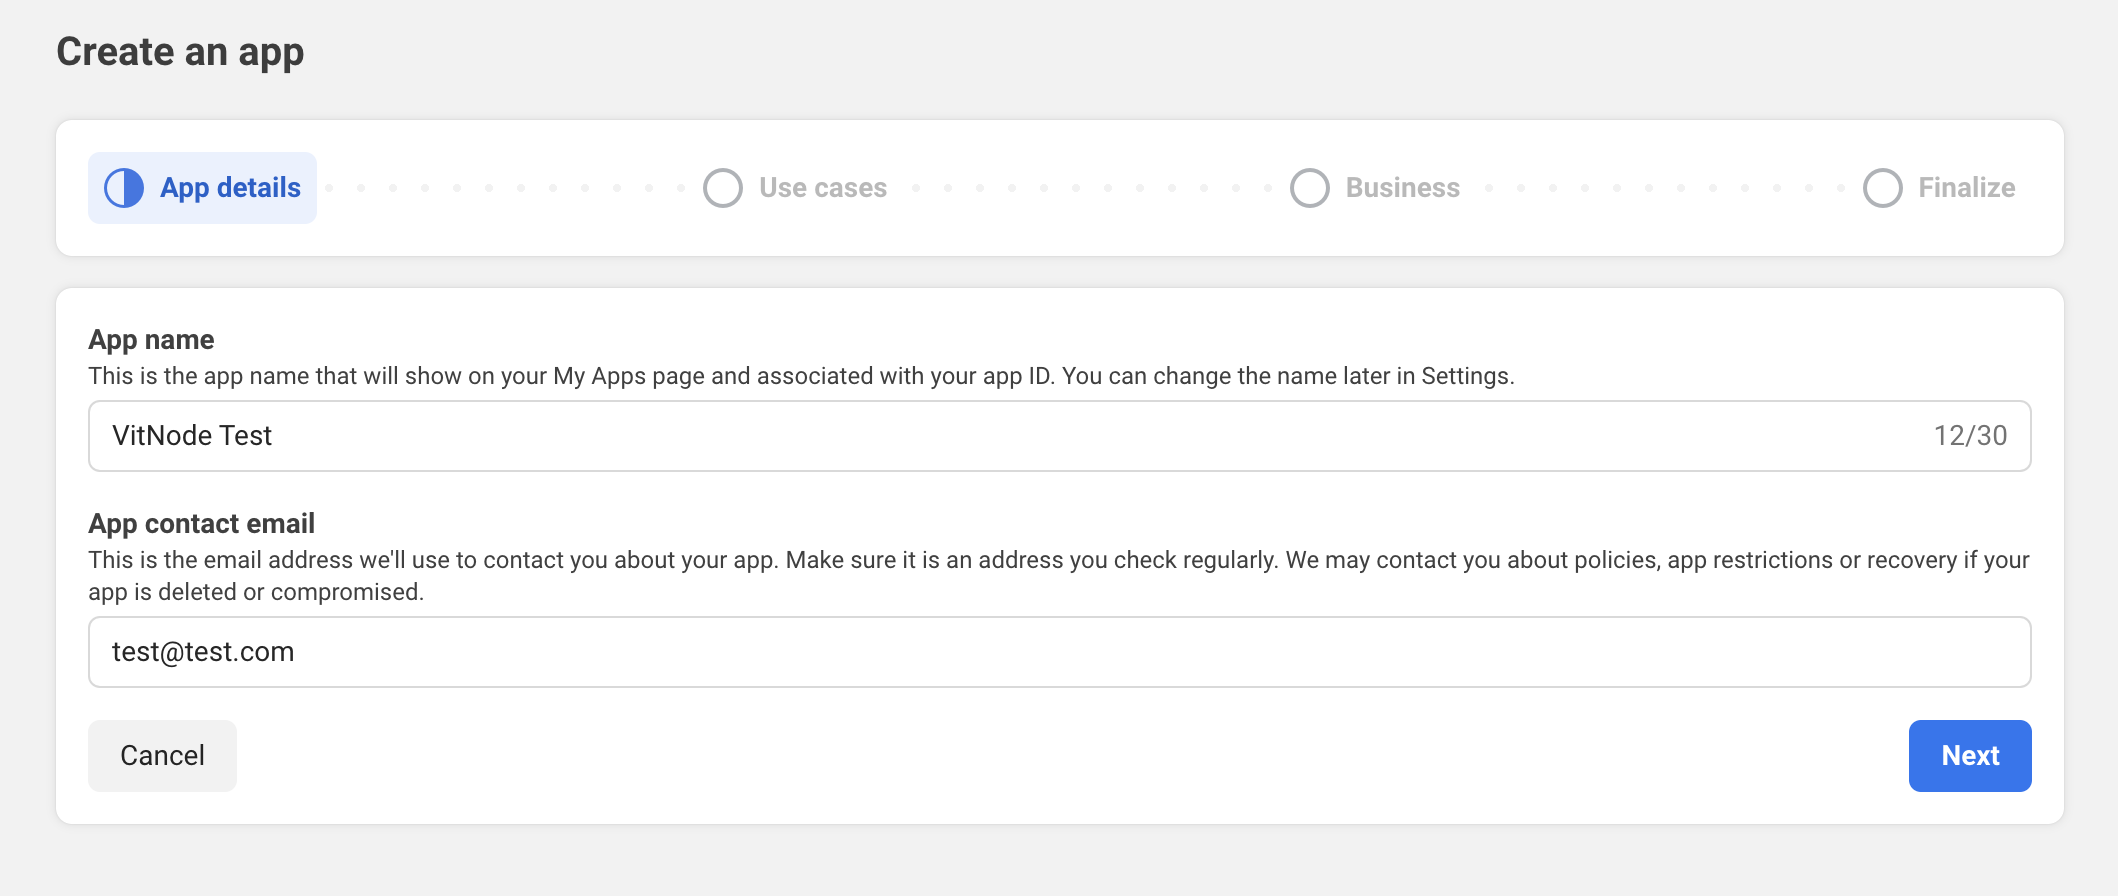 Create an app
App details
Use cases
Business
Finalize
App name
This is the app name that will show on your My Apps page and associated with your app ID. You can change the name later in Settings.
VitNode Test
12/30
App contact email
This is the email address we'll use to contact you about your app. Make sure it is an address you check regularly. We may contact you about policies, app restrictions or recovery if your
app is deleted or compromised.
test@test.com
Cancel
Next